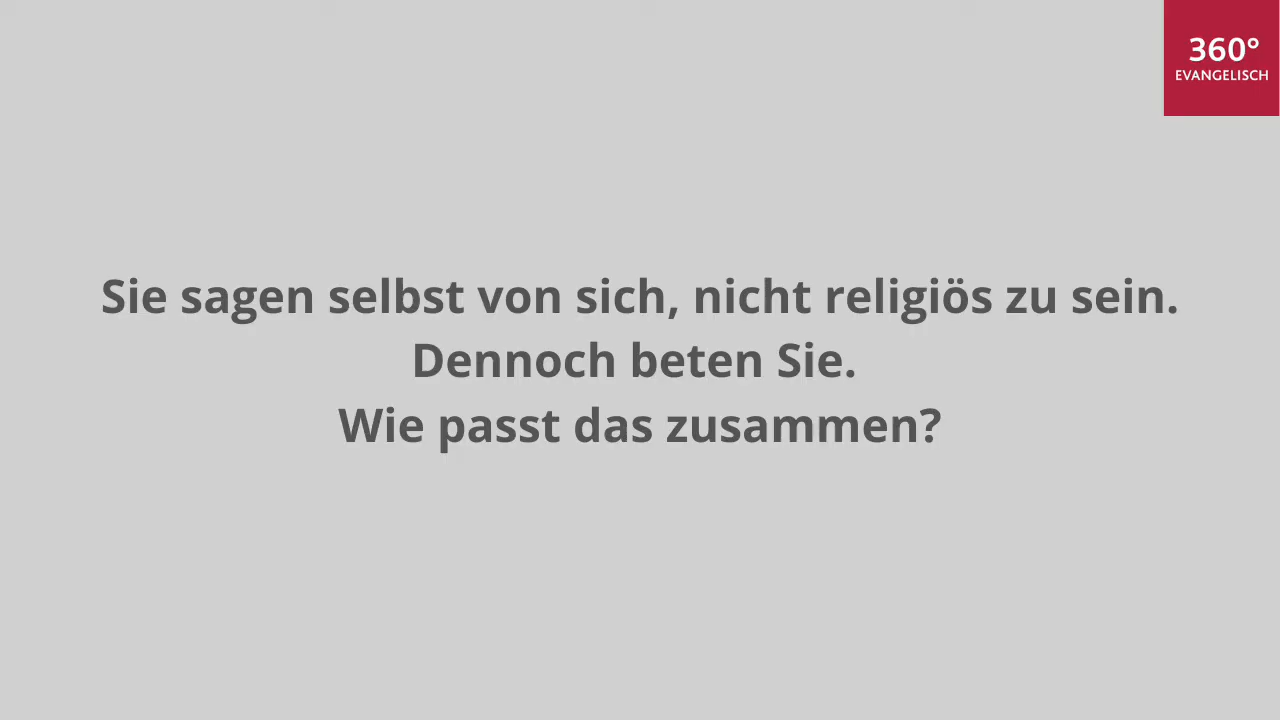 360°
EVANGELISCH
Sie sagen selbst von sich, nicht religiös zu sein.
Dennoch beten Sie.
Wie passt das zusammen?